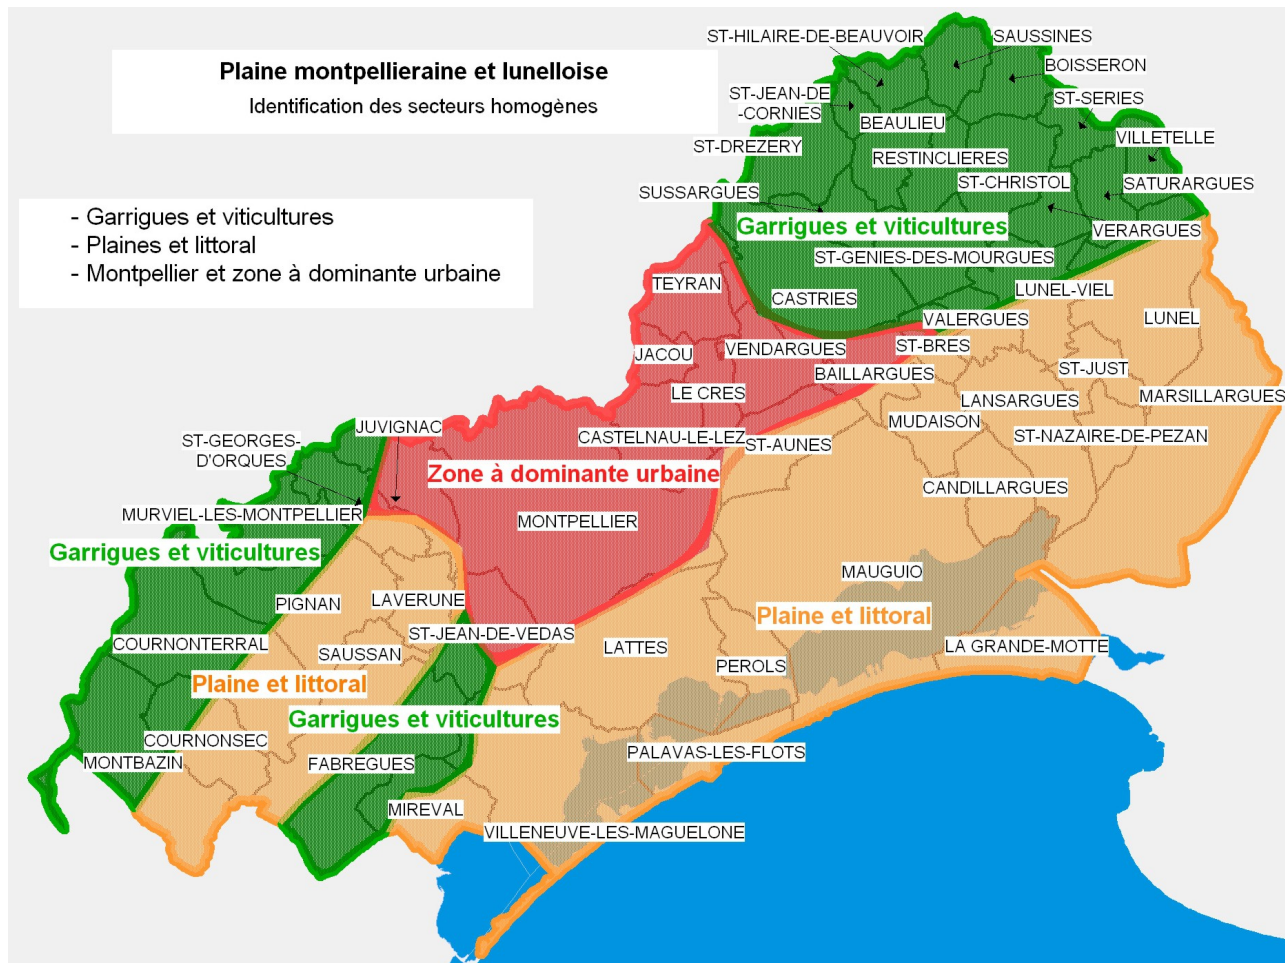 Plaine montpellieraine et lunelloise
Identification des secteurs homogènes
- Garrigues et viticultures
- Plaines et littoral
- Montpellier et zone à dominante urbaine
ST-HILAIRE-DE-BEAUVOIR
SAUSSINES
BOISSERON
ST-JEAN-DE
-CORNIES
ST-SERIES
BEAULIEU
VILLETELLE
ST-DREZERY
RESTINCLIERES
ST-CHRISTOL
SATURARGUES
SUSSARGUES
Garrigues et viticultures
VERARGUES
ST-GENIES-DES-MOURGUES
TEYRAN
CASTRIES
LUNEL-VIEL
VALERGUES
LUNEL
JACOU
VENDARGUES
ST-BRES
BAILLARGUES
ST-JUST
LE CRES
LANSARGUES
MARSILLARGUES
MUDAISON
JUVIGNAC
ST-GEORGES-
D'ORQUES
CASTELNAU-LE-LEZ
ST-AUNES
ST-NAZAIRE-DE-PEZAN
Zone à dominante urbaine
CANDILLARGUES
MURVIEL-LES-MONTPELLIER
MONTPELLIER
Garrigues et viticultures
MAUGUIO
PIGNAN
LAVERUNE
Plaine et littoral
ST-JEAN-DE-VEDAS
COURNONTERRAL
SAUSSAN
LATTES
LA GRANDE-MOTTE
PEROLS
Plaine et littoral
Garrigues et viticultures
COURNONSEC
PALAVAS-LES-FLOTS
MONTBAZIN
FABREGUES
MIREVAL
VILLENEUVE-LES-MAGUELONE